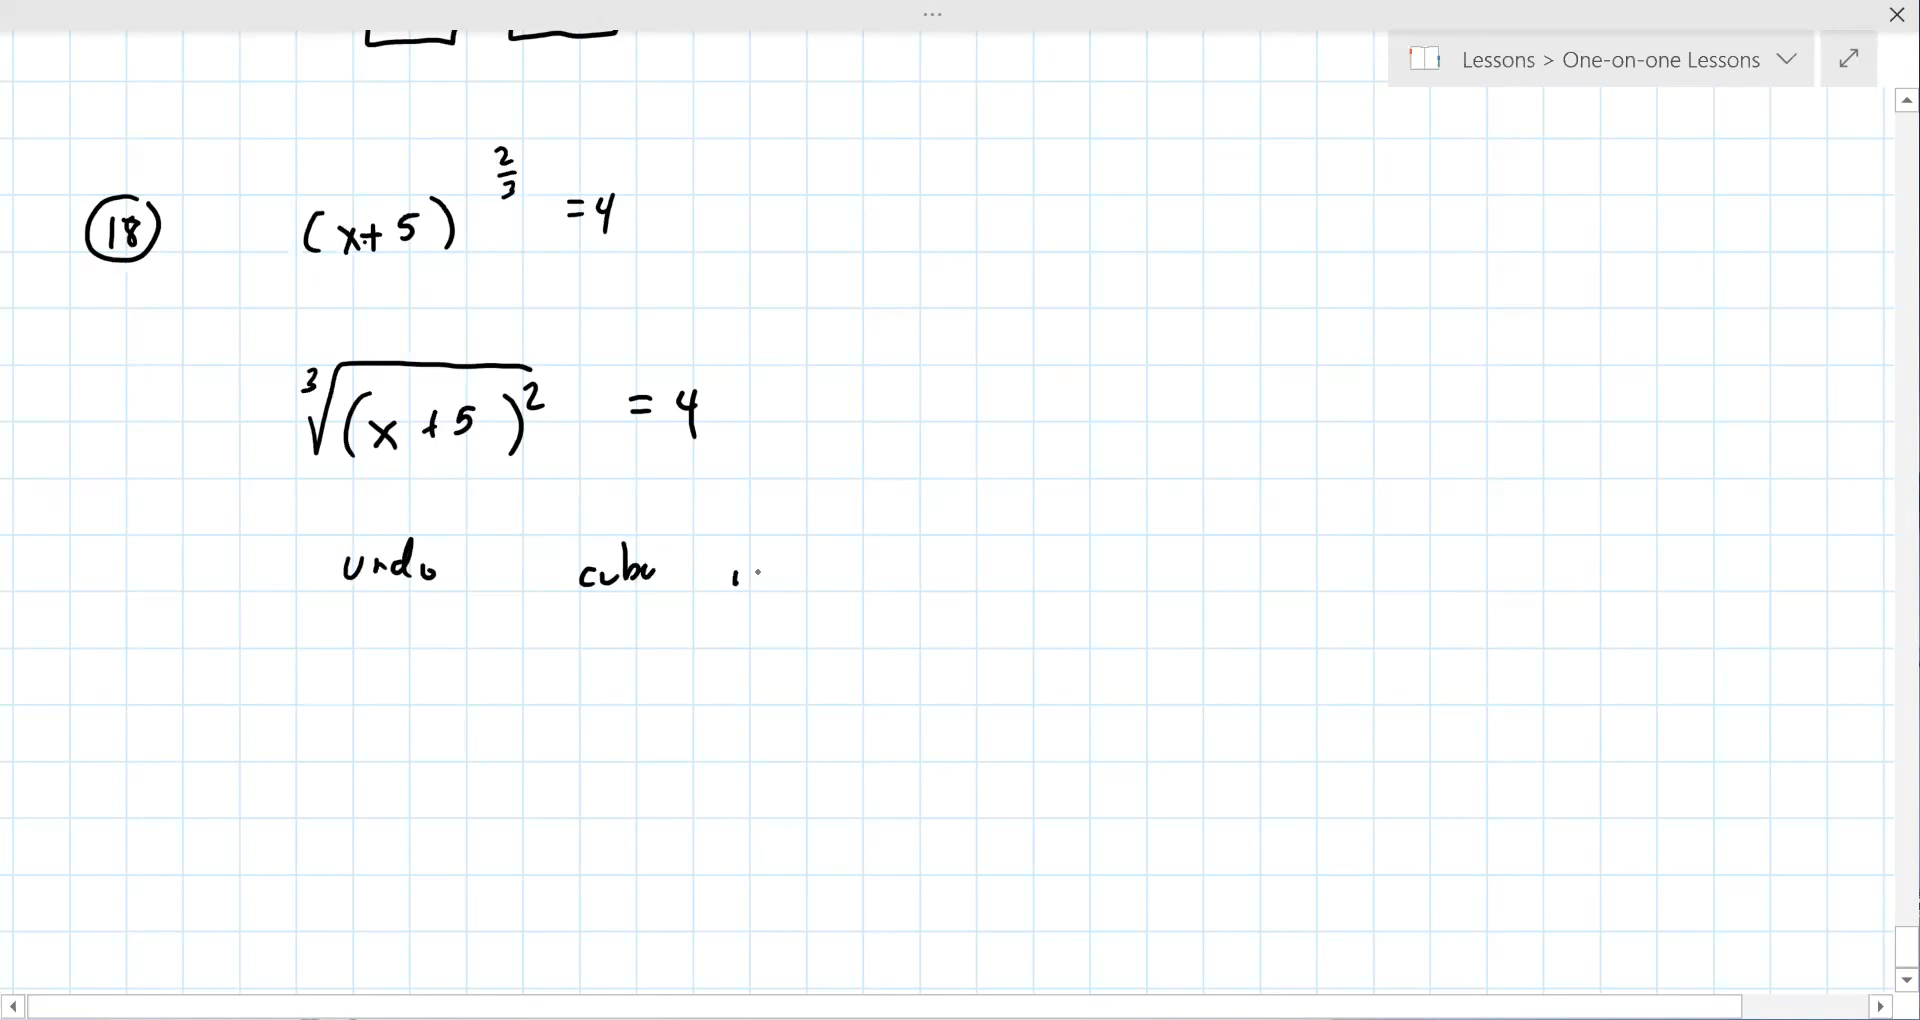 Lessons > One-on-one Lessons
18 (x+5)^(2/3) =4
∛(x+5)² = 4
undo cube